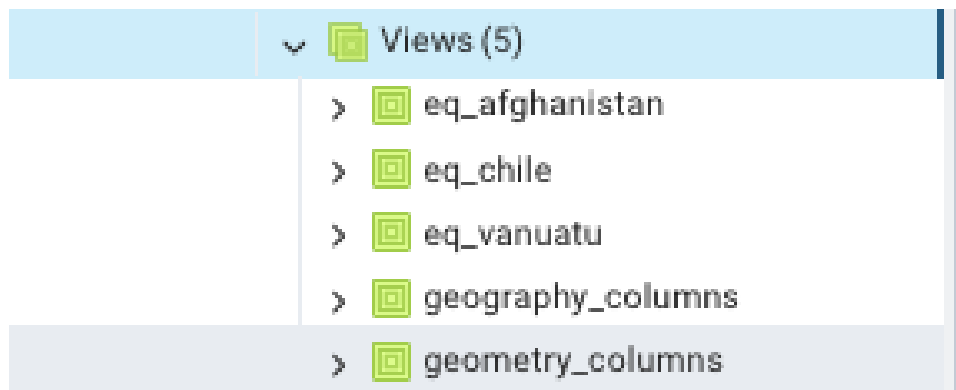 Views (5)
eq_afghanistan
eq_chile
eq_vanuatu
geography_columns
geometry_columns